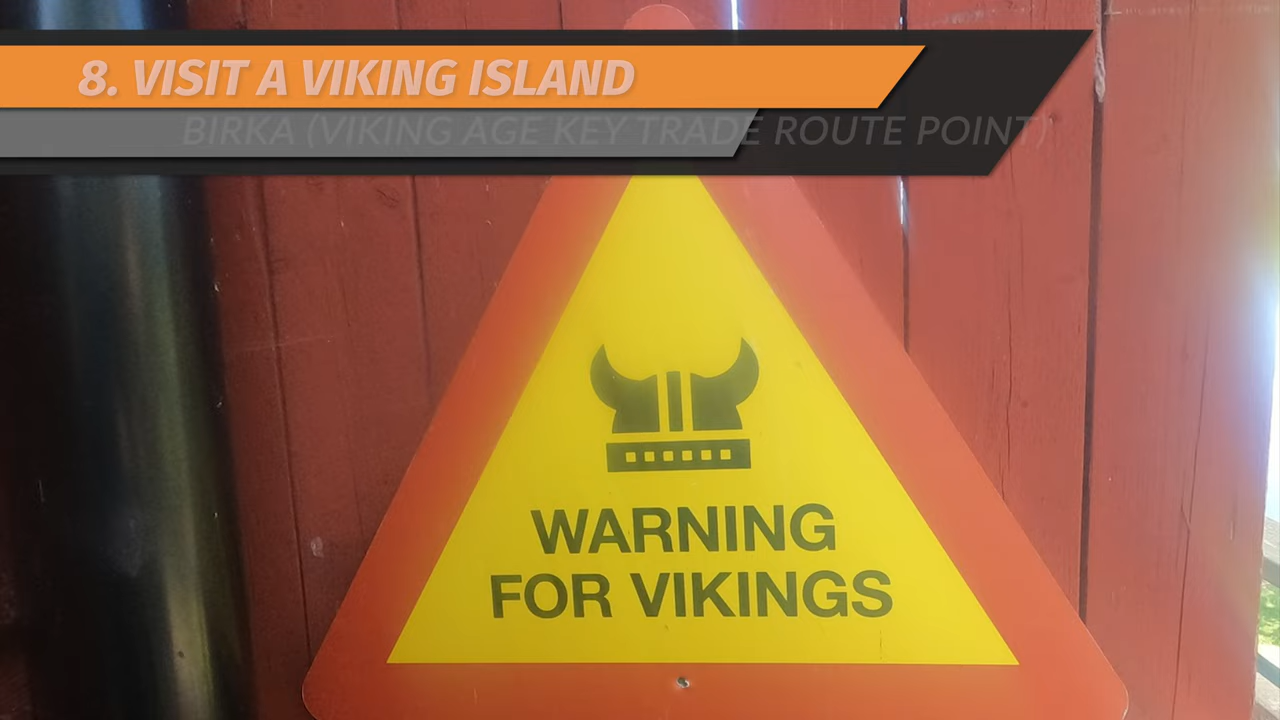 8. VISIT A VIKING ISLAND
BIRKA (VIKING AGE KEY TRADE ROUTE POINT)
WARNING
FOR VIKINGS